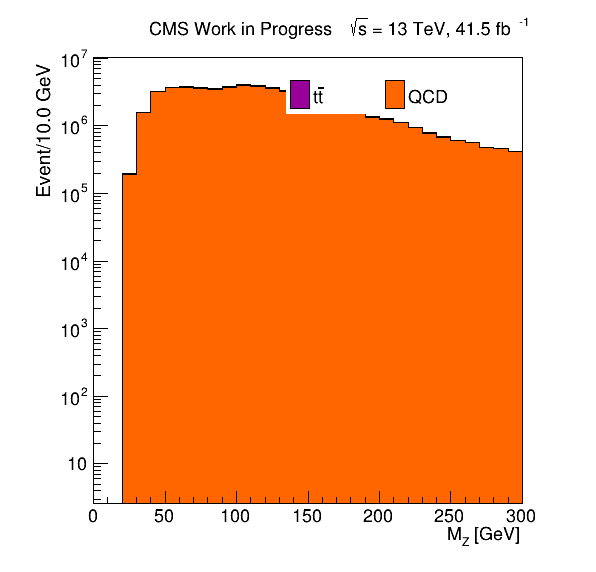 CMS Work in Progress √s = 13 TeV, 41.5 fb⁻¹
Event/10.0 GeV
10⁷
10⁶
10⁵
10⁴
10³
10²
10
tt̄ QCD
0 50 100 150 200 250 300
M_Z [GeV]